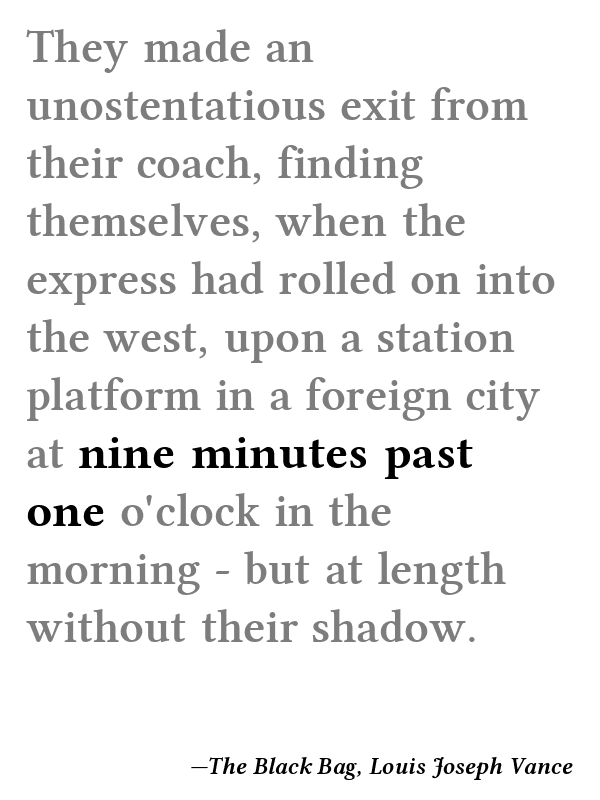 They made an
unostentatious exit from
their coach, finding
themselves, when the
express had rolled on into
the west, upon a station
platform in a foreign city
at nine minutes past
one o'clock in the
morning - but at length
without their shadow.
—The Black Bag, Louis Joseph Vance